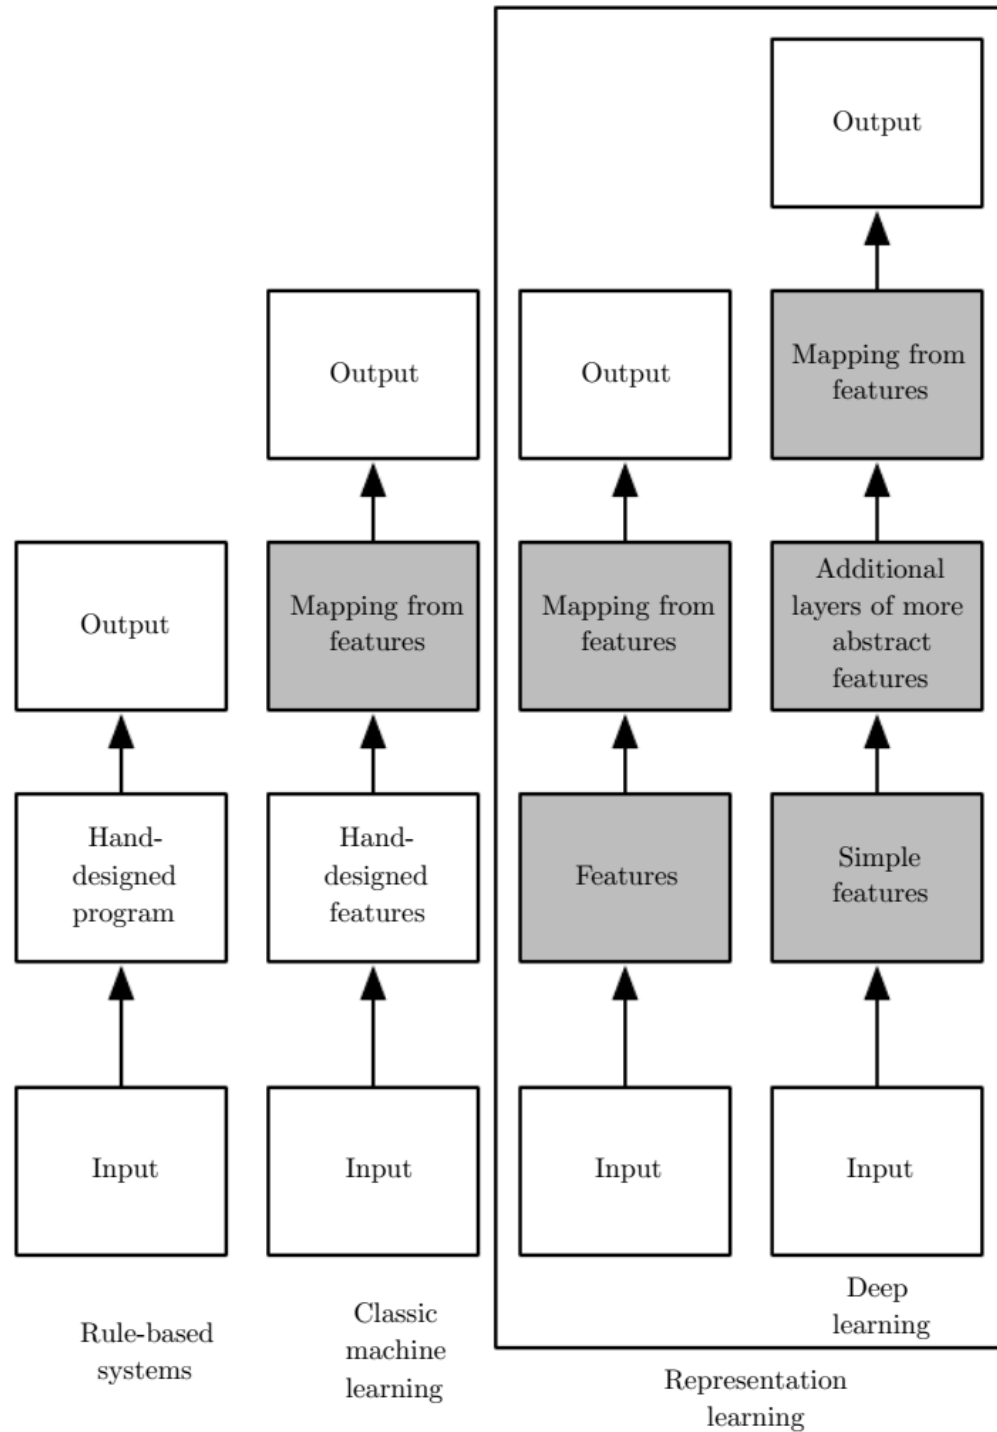 Output
Output
Output
Mapping from
features
Output
Mapping from
features
Mapping from
features
Additional
layers of more
abstract
features
Hand-
designed
program
Hand-
designed
features
Features
Simple
features
Input
Input
Input
Input
Rule-based
systems
Classic
machine
learning
Deep
learning
Representation
learning